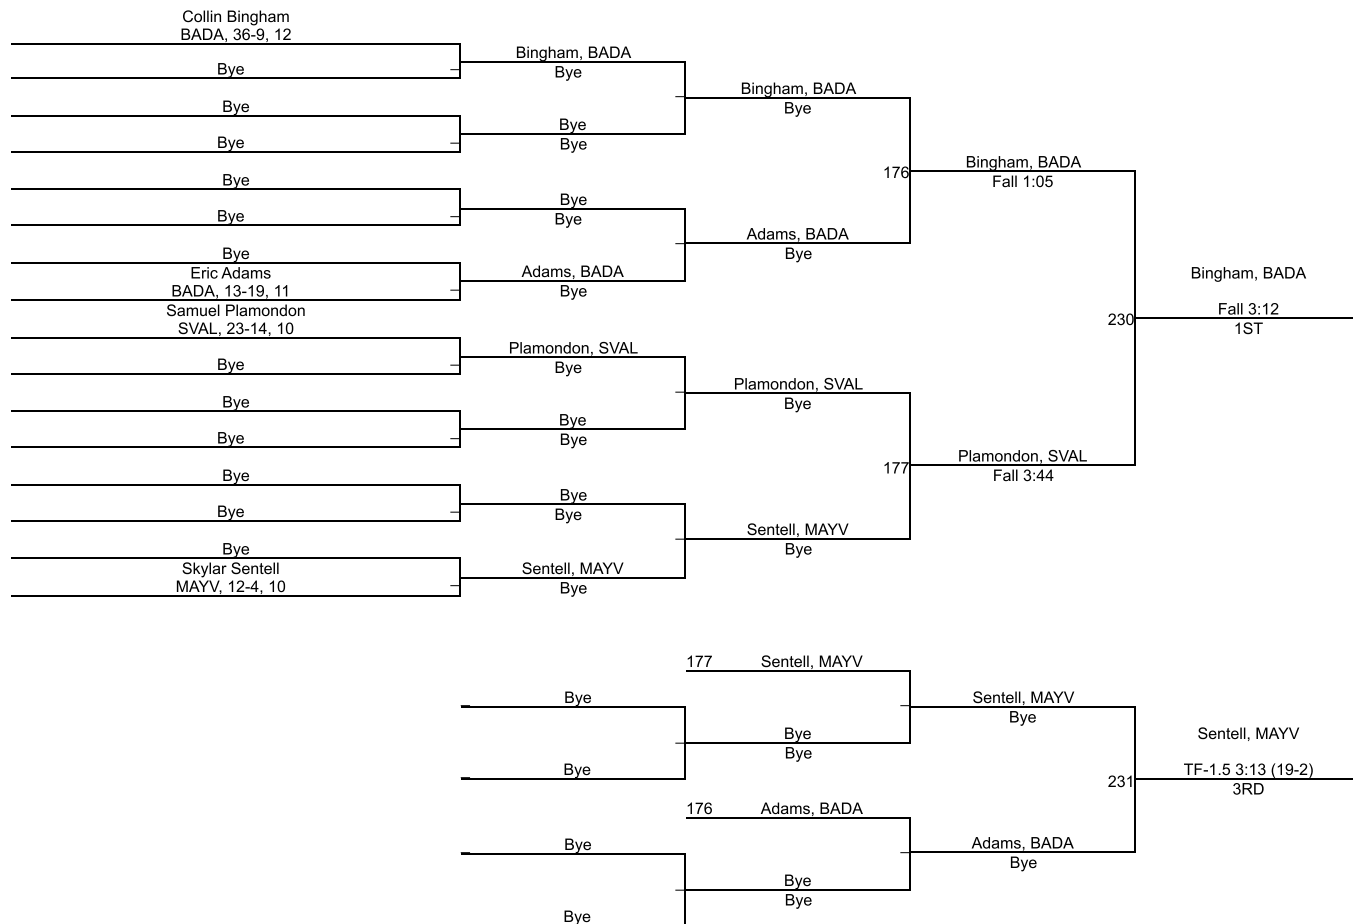 Collin Bingham
BADA, 36-9, 12
Bye
Bye
Bye
Bye
Bye
Bye
Eric Adams
BADA, 13-19, 11
Samuel Plamondon
SVAL, 23-14, 10
Bye
Bye
Bye
Bye
Bye
Bye
Skylar Sentell
MAYV, 12-4, 10
Bingham, BADA
Bye
Bye
Bye
Bye
Bye
Adams, BADA
Bye
Plamondon, SVAL
Bye
Bye
Bye
Bye
Bye
Sentell, MAYV
Bye
Bingham, BADA
Bye
Adams, BADA
Bye
Plamondon, SVAL
Bye
Sentell, MAYV
Bye
176
Bingham, BADA
Fall 1:05
177
Plamondon, SVAL
Fall 3:44
230
Bingham, BADA
Fall 3:12
1ST
Bye
Bye
Bye
Bye
177 Sentell, MAYV
Bye
Bye
176 Adams, BADA
Bye
Bye
Sentell, MAYV
Bye
Adams, BADA
Bye
231
Sentell, MAYV
TF-1.5 3:13 (19-2)
3RD